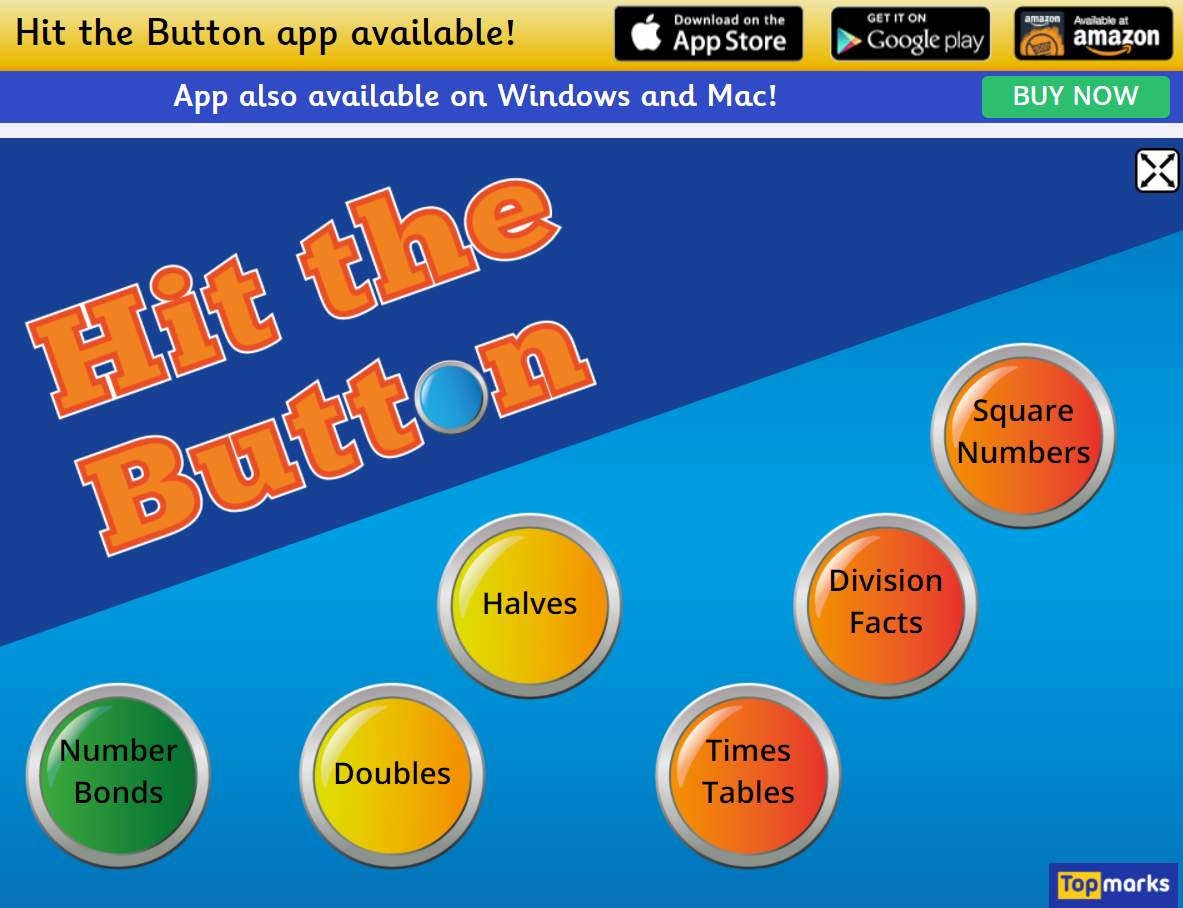 Hit the Button app available!
Download on the
App Store
GET IT ON
Google play
amazon
Available at
amazon
App also available on Windows and Mac!
BUY NOW
Hit the
Button
Square
Numbers
Halves
Division
Facts
Number
Bonds
Doubles
Times
Tables
Topmarks